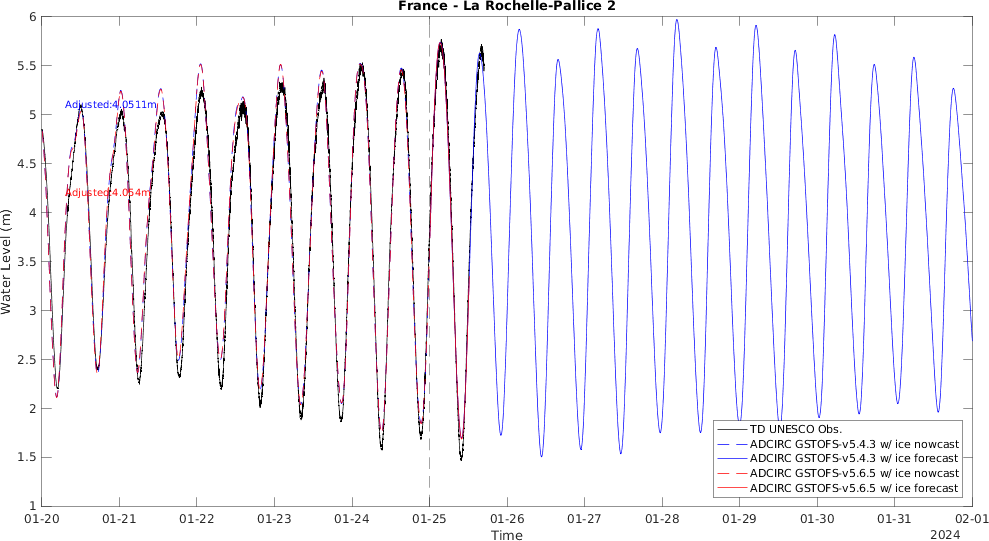 France - La Rochelle-Pallice 2
6
5.5
5
4.5
4
3.5
3
2.5
2
1.5
1
Water Level (m)
Adjusted:4.0511m
Adjusted:4.054m
TD UNESCO Obs.
ADCIRC GSTOFS-v5.4.3 w/ ice nowcast
ADCIRC GSTOFS-v5.4.3 w/ ice forecast
ADCIRC GSTOFS-v5.6.5 w/ ice nowcast
ADCIRC GSTOFS-v5.6.5 w/ ice forecast
01-20 01-21 01-22 01-23 01-24 01-25 01-26 01-27 01-28 01-29 01-30 01-31 02-01
Time
2024